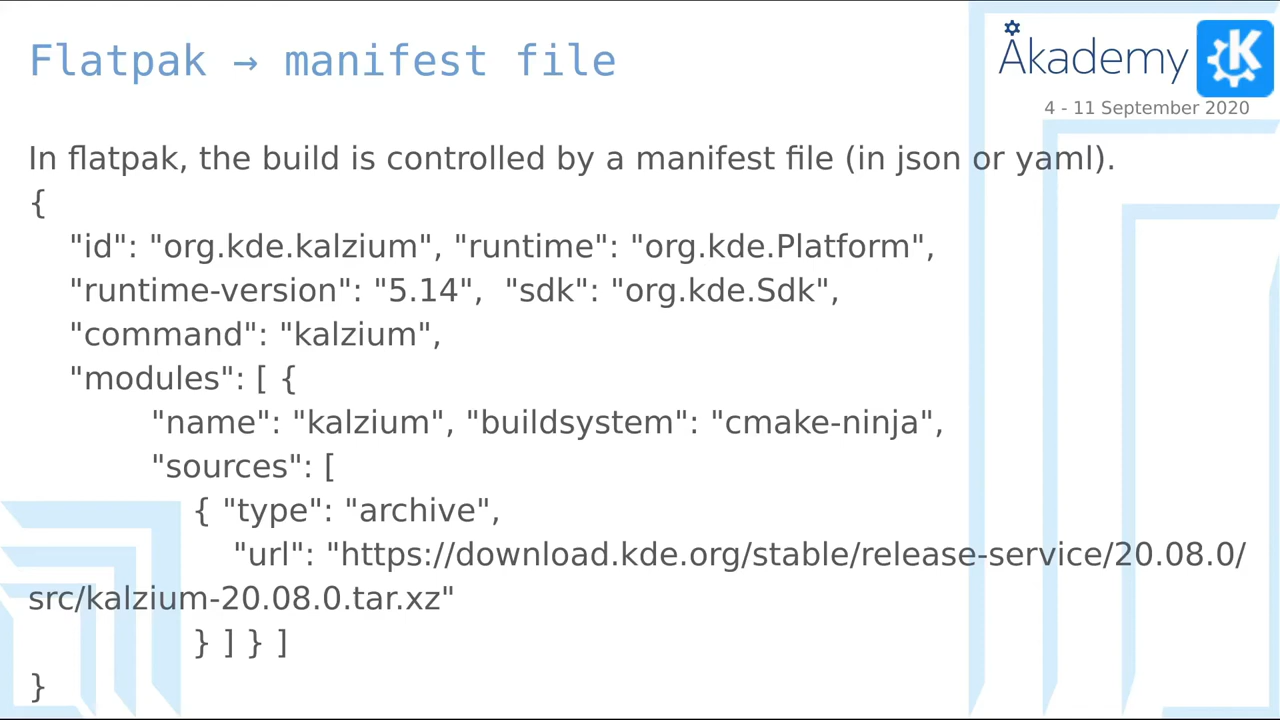 Flatpak → manifest file
Akademy
4 - 11 September 2020
In flatpak, the build is controlled by a manifest file (in json or yaml).
{
"id": "org.kde.kalzium", "runtime": "org.kde.Platform",
"runtime-version": "5.14",  "sdk": "org.kde.Sdk",
"command": "kalzium",
"modules": [ {
"name": "kalzium", "buildsystem": "cmake-ninja",
"sources": [
{ "type": "archive",
"url": "https://download.kde.org/stable/release-service/20.08.0/
src/kalzium-20.08.0.tar.xz"
} ] } ]
}